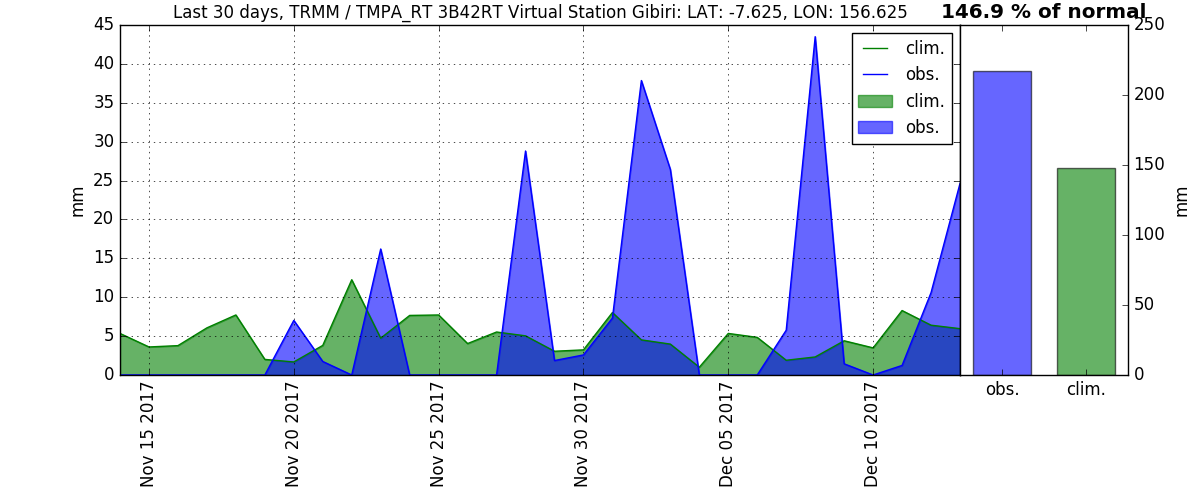 Last 30 days, TRMM / TMPA_RT 3B42RT Virtual Station Gibiri: LAT: -7.625, LON: 156.625
146.9 % of normal
45
40
35
30
25
20
15
10
5
0
mm
Nov 15 2017
Nov 20 2017
Nov 25 2017
Nov 30 2017
Dec 05 2017
Dec 10 2017
clim.
obs.
clim.
obs.
250
200
150
100
50
0
mm
obs.
clim.